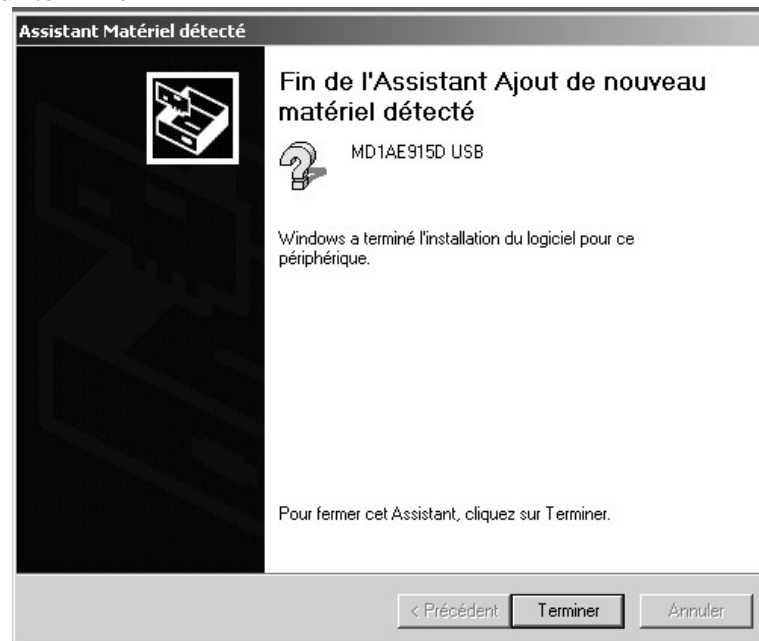 Assistant Matériel détecté
Fin de l'Assistant Ajout de nouveau
matériel détecté
MD1AE915D USB
Windows a terminé l'installation du logiciel pour ce
périphérique.
Pour fermer cet Assistant, cliquez sur Terminer.
< Précédent Terminer Annuler